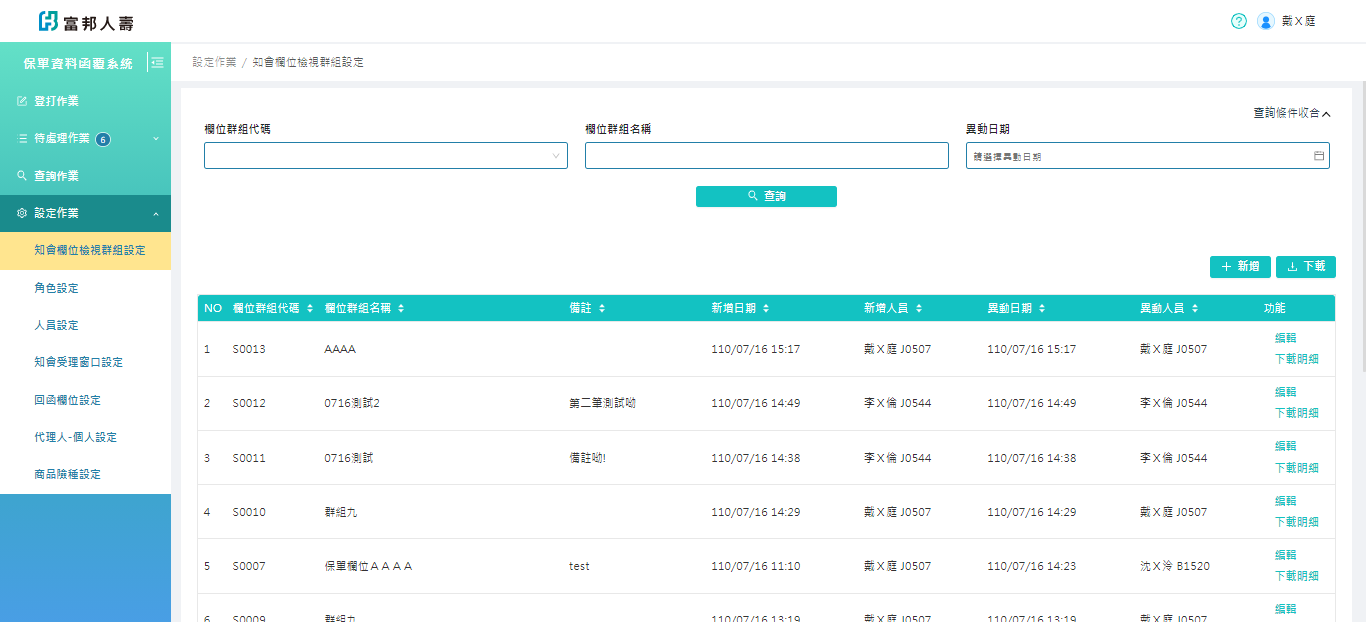 富邦人壽
戴Ｘ庭
保單資料函覆系統
登打作業
待處理作業 6
查詢作業
設定作業
知會欄位檢視群組設定
角色設定
人員設定
知會受理窗口設定
回函欄位設定
代理人-個人設定
商品險種設定
設定作業 / 知會欄位檢視群組設定
查詢條件收合
欄位群組代碼 欄位群組名稱 異動日期
請選擇異動日期
查詢
新增 下載
NO 欄位群組代碼 欄位群組名稱 備註 新增日期 新增人員 異動日期 異動人員 功能
1 S0013 AAAA 110/07/16 15:17 戴Ｘ庭 J0507 110/07/16 15:17 戴Ｘ庭 J0507 編輯
下載明細
2 S0012 0716測試2 第二筆測試呦 110/07/16 14:49 李Ｘ倫 J0544 110/07/16 14:49 李Ｘ倫 J0544 編輯
下載明細
3 S0011 0716測試 備註呦! 110/07/16 14:38 李Ｘ倫 J0544 110/07/16 14:38 李Ｘ倫 J0544 編輯
下載明細
4 S0010 群組九 110/07/16 14:29 戴Ｘ庭 J0507 110/07/16 14:29 戴Ｘ庭 J0507 編輯
下載明細
5 S0007 保單欄位ＡＡＡＡ test 110/07/16 11:10 戴Ｘ庭 J0507 110/07/16 14:23 沈Ｘ泠 B1520 編輯
下載明細
6 S0009 群組九 110/07/16 13:19 戴Ｘ庭 J0507 110/07/16 13:19 戴Ｘ庭 J0507 編輯